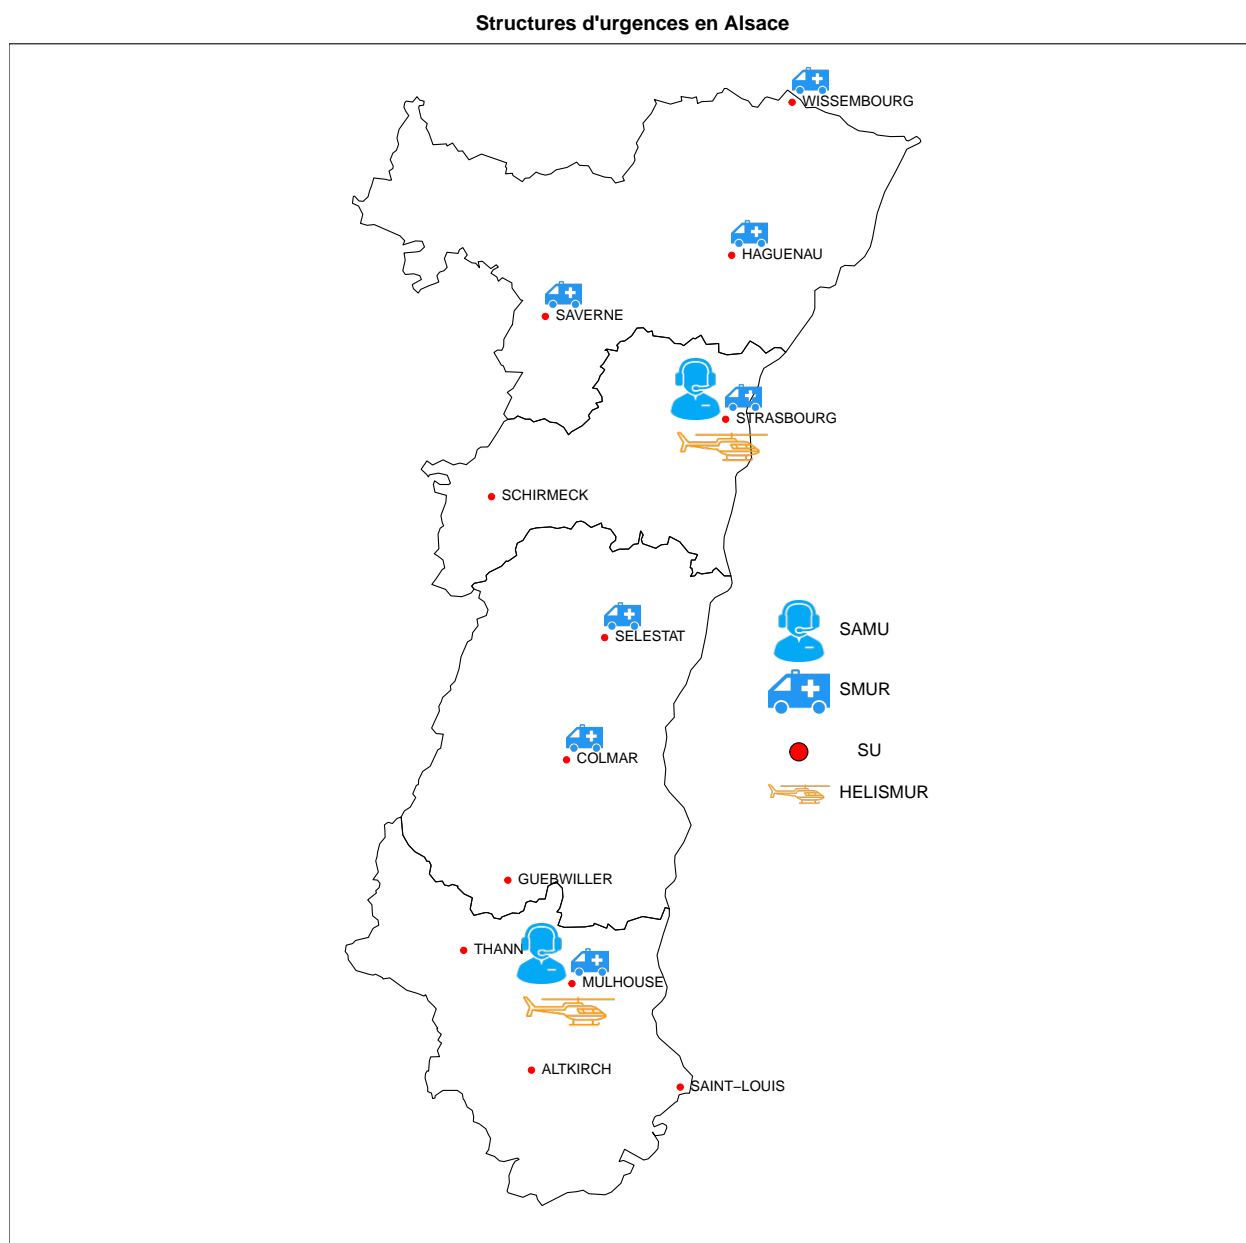 Structures d'urgences en Alsace
WISSEMBOURG
HAGUENAU
SAVERNE
STRASBOURG
SCHIRMECK
SELESTAT
COLMAR
GUEBWILLER
THANN
MULHOUSE
ALTKIRCH
SAINT−LOUIS
SAMU
SMUR
SU
HELISMUR